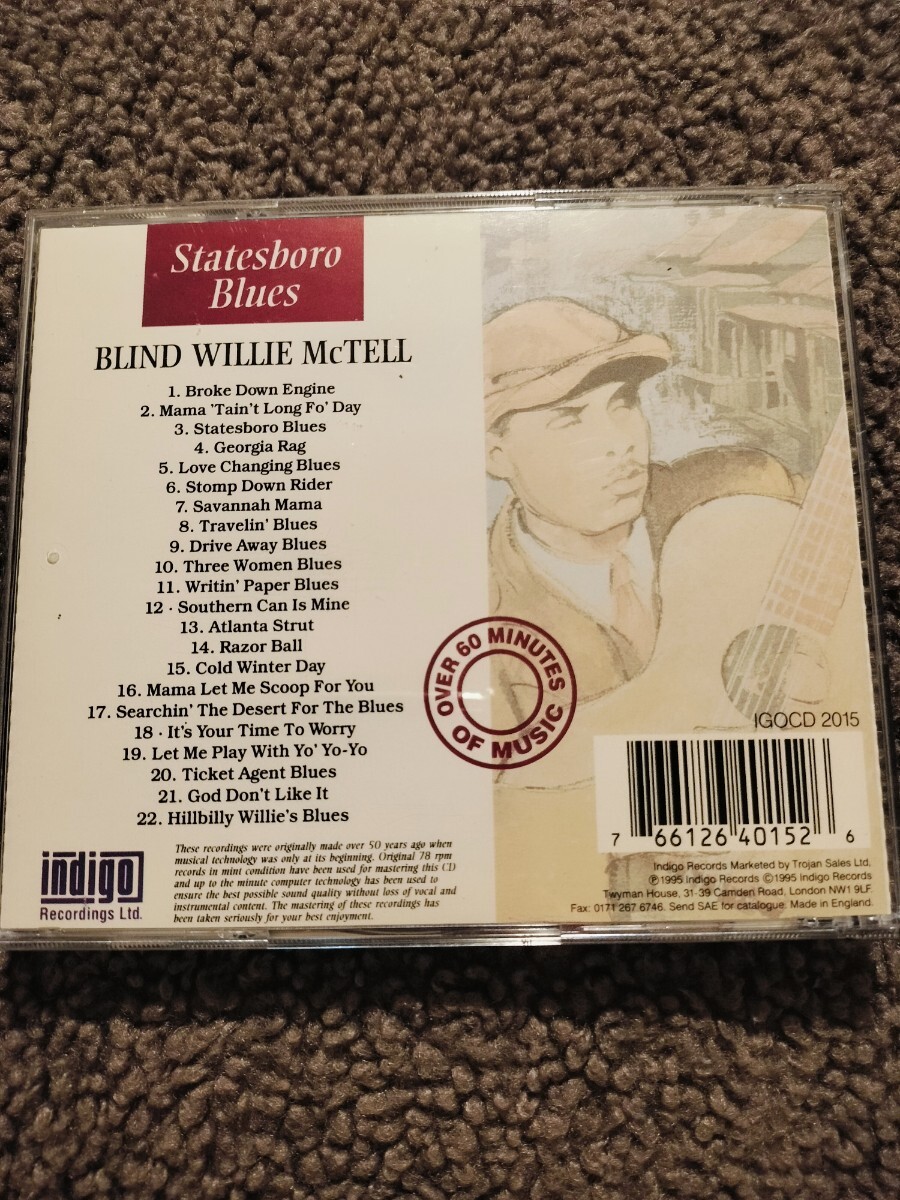 Statesboro
Blues
BLIND WILLIE McTELL
1. Broke Down Engine
2. Mama 'Tain't Long Fo' Day
3. Statesboro Blues
4. Georgia Rag
5. Love Changing Blues
6. Stomp Down Rider
7. Savannah Mama
8. Travelin' Blues
9. Drive Away Blues
10. Three Women Blues
11. Writin' Paper Blues
12 · Southern Can Is Mine
13. Atlanta Strut
14. Razor Ball
15. Cold Winter Day
16. Mama Let Me Scoop For You
17. Searchin' The Desert For The Blues
18 · It's Your Time To Worry
19. Let Me Play With Yo' Yo-Yo
20. Ticket Agent Blues
21. God Don't Like It
22. Hillbilly Willie's Blues
OVER 60 MINUTES
OF MUSIC
indigo
Recordings Ltd.
These recordings were originally made over 50 years ago when
musical technology was only at its beginning. Original 78 rpm
records in mint condition have been used for mastering this CD
and up to the minute computer technology has been used to
ensure the best possible sound quality without loss of vocal and
instrumental content. The mastering of these recordings has
been taken seriously for your best enjoyment.
IGOCD 2015
7 66126 40152 6
Indigo Records Marketed by Trojan Sales Ltd.
℗1995 Indigo Records ©1995 Indigo Records
Twyman House, 31-39 Camden Road, London NW1 9LF.
Fax: 0171 267 6746. Send SAE for catalogue. Made in England.